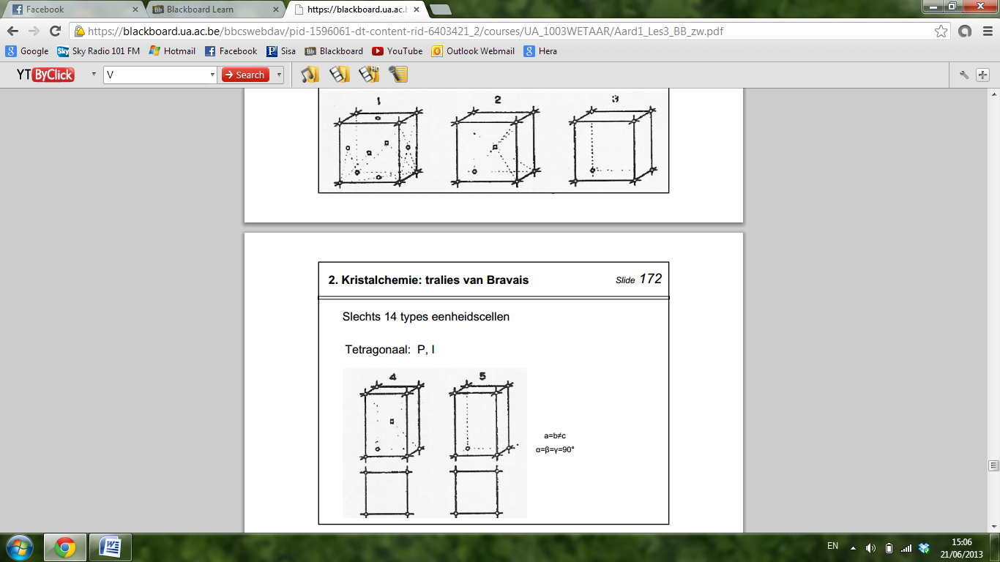 Facebook
Blackboard Learn
https://blackboard.ua.ac.b
https://blackboard.ua.ac.be/bbcswebdav/pid-1596061-dt-content-rid-6403421_2/courses/UA_1003WETAAR/Aard1_Les3_BB_zw.pdf
Google Sky Radio 101 FM Hotmail Facebook Sisa Blackboard YouTube Outlook Webmail Hera
YT ByClick V Search
1 2 3
2. Kristalchemie: tralies van Bravais Slide 172
Slechts 14 types eenheidscellen
Tetragonaal: P, I
4 5
a=b≠c
α=β=γ=90°
EN 15:06
21/06/2013